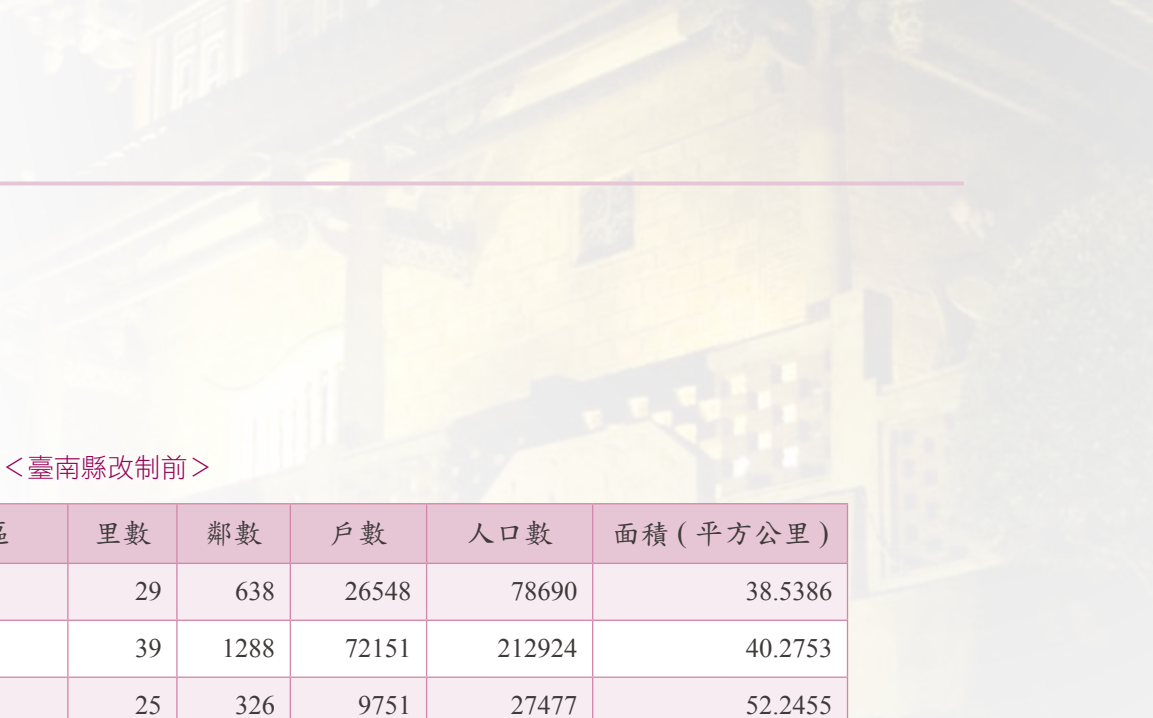 ＜臺南縣改制前＞
區 里數 鄰數 戶數 人口數 面積 ( 平方公里 )
29 638 26548 78690 38.5386
39 1288 72151 212924 40.2753
25 326 9751 27477 52.2455